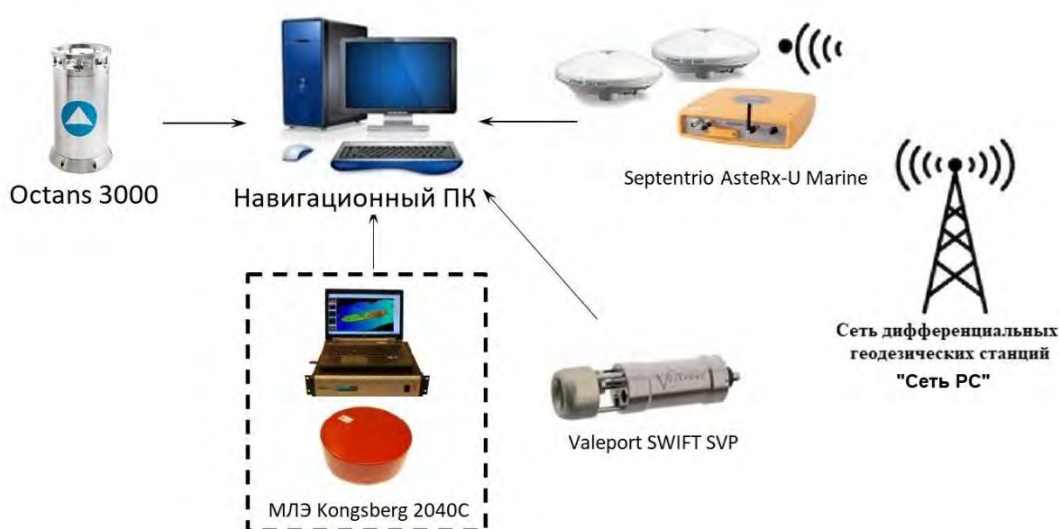 Octans 3000
Навигационный ПК
Septentrio AsteRx-U Marine
Сеть дифференциальных
геодезических станций
"Сеть РС"
Valeport SWIFT SVP
МЛЭ Kongsberg 2040C